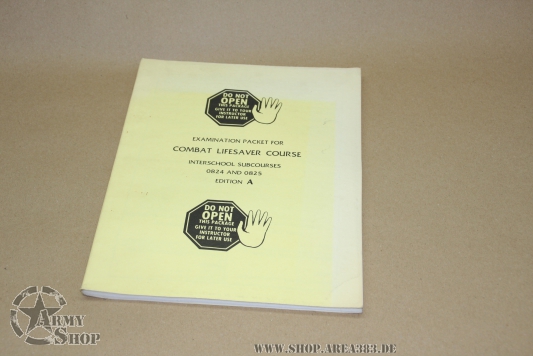 DO NOT
OPEN
THIS PACKAGE
GIVE IT TO YOUR
INSTRUCTOR
FOR LATER USE
EXAMINATION PACKET FOR
COMBAT LIFESAVER COURSE
INTERSCHOOL SUBCOURSES
0824 AND 0825
EDITION A
DO NOT
OPEN
THIS PACKAGE
GIVE IT TO YOUR
INSTRUCTOR
FOR LATER USE
ARMY
SHOP
WWW.SHOP.AREA383.DE